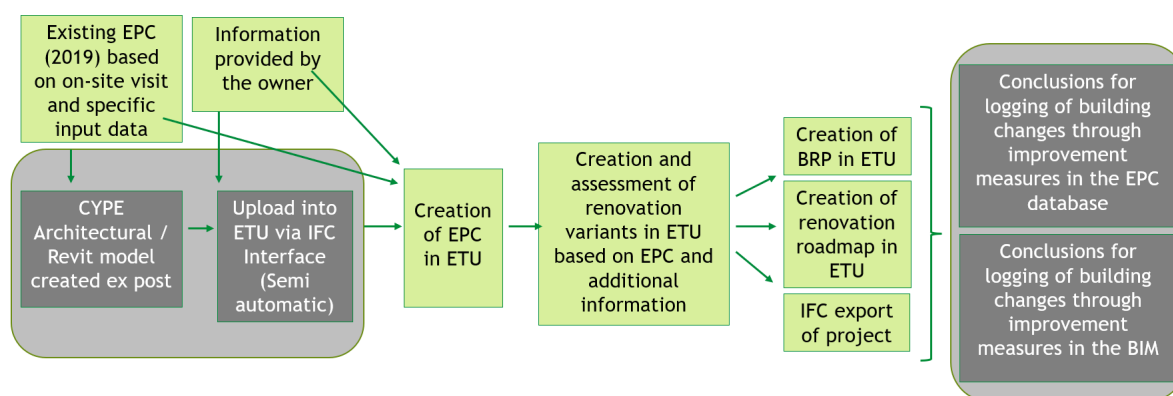 Existing EPC
(2019) based
on on-site visit
and specific
input data
Information
provided by
the owner
CYPE
Architectural /
Revit model
created ex post
Upload into
ETU via IFC
Interface
(Semi
automatic)
Creation
of EPC
in ETU
Creation and
assessment of
renovation
variants in ETU
based on EPC and
additional
information
Creation of
BRP in ETU
Creation of
renovation
roadmap in
ETU
IFC export
of project
Conclusions for
logging of building
changes through
improvement
measures in the EPC
database
Conclusions for
logging of building
changes through
improvement
measures in the BIM